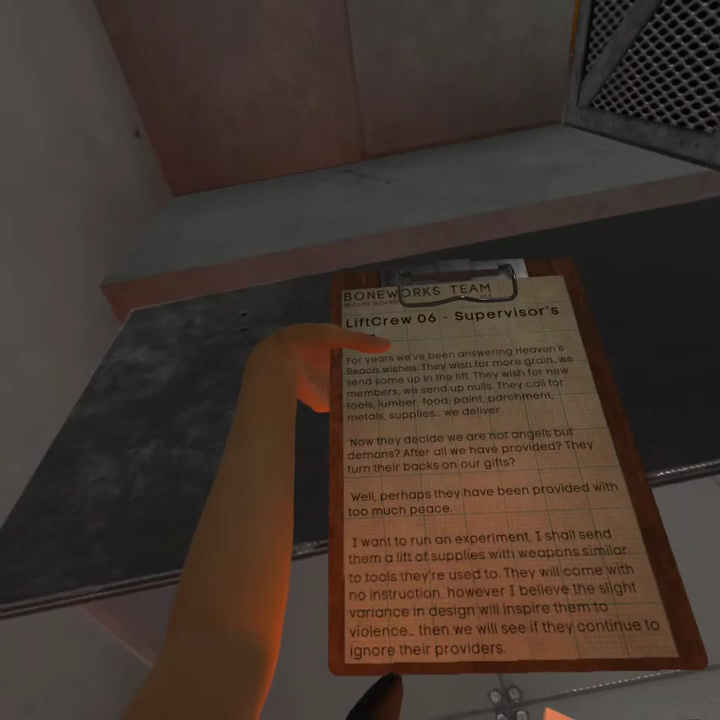 BONEWORKS TEAM
LiftCrew 06 - Supervisor's
For years we've been answering Heaven's
Reach wishes. They wish for more grain, we
send some up in the lift. They wish for new
members, we send up nulls. They call for
tools, lumber, food, paint, parchment,
metals, supplies... we deliver.
Now they decide we are not angels but
demons? After all we have provided? They
turn their backs on our gifts?
Well, perhaps they have been provided with
too much peace.
I want to run an experiment, I shall send
them a lift of supplies with weapons similar
to tools they're used to. They will come with
no instruction, however I believe the slight
variance in design will inspire them to
violence... then we will see if they continue to
ignore their providers.